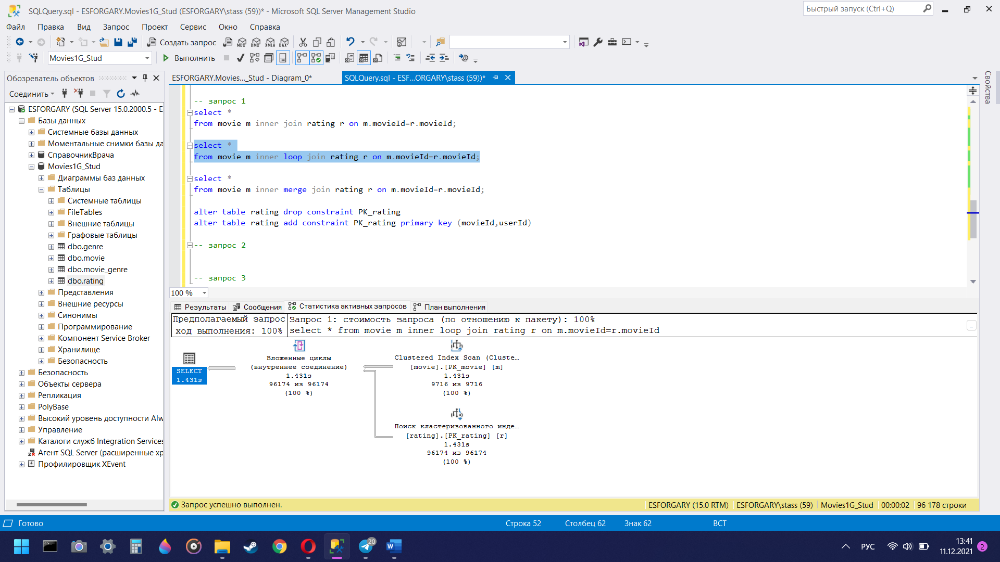 SQLQuery.sql - ESFORGARY.Movies1G_Stud (ESFORGARY\stass (59))* - Microsoft SQL Server Management Studio
Быстрый запуск (Ctrl+Q)
Файл Правка Вид Запрос Проект Сервис Окно Справка
Создать запрос
MDX DMX XMLA DAX
Movies1G_Stud
Выполнить
Обозреватель объектов
Соединить
ESFORGARY (SQL Server 15.0.2000.5 - E
Базы данных
Системные базы данных
Моментальные снимки базы да
СправочникВрача
Movies1G_Stud
Диаграммы баз данных
Таблицы
Системные таблицы
FileTables
Внешние таблицы
Графовые таблицы
dbo.genre
dbo.movie
dbo.movie_genre
dbo.rating
Представления
Внешние ресурсы
Синонимы
Программирование
Компонент Service Broker
Хранилище
Безопасность
Безопасность
Объекты сервера
Репликация
PolyBase
Высокий уровень доступности Alw
Управление
Каталоги служб Integration Services
Агент SQL Server (расширенные хр
Профилировщик XEvent
ESFORGARY.Movies..._Stud - Diagram_0*
SQLQuery.sql - ESF...ORGARY\stass (59))*
Свойства
-- запрос 1
select *
from movie m inner join rating r on m.movieId=r.movieId;
select *
from movie m inner loop join rating r on m.movieId=r.movieId;
select *
from movie m inner merge join rating r on m.movieId=r.movieId;
alter table rating drop constraint PK_rating
alter table rating add constraint PK_rating primary key (movieId,userId)
-- запрос 2
-- запрос 3
100 %
Результаты Сообщения Статистика активных запросов План выполнения
Предполагаемый запрос
ход выполнения: 100%
Запрос 1: стоимость запроса (по отношению к пакету): 100%
select * from movie m inner loop join rating r on m.movieId=r.movieId
SELECT
1.431s
Вложенные циклы
(внутреннее соединение)
1.431s
96174 из 96174
(100 %)
Clustered Index Scan (Cluste…
[movie].[PK_movie] [m]
1.431s
9716 из 9716
(100 %)
Поиск кластеризованного инде…
[rating].[PK_rating] [r]
1.431s
96174 из 96174
(100 %)
Запрос успешно выполнен.
ESFORGARY (15.0 RTM) ESFORGARY\stass (59) Movies1G_Stud 00:00:02 96 178 строки
Готово
Строка 52 Столбец 62 Знак 62 ВСТ
20
РУС
13:41
11.12.2021
2